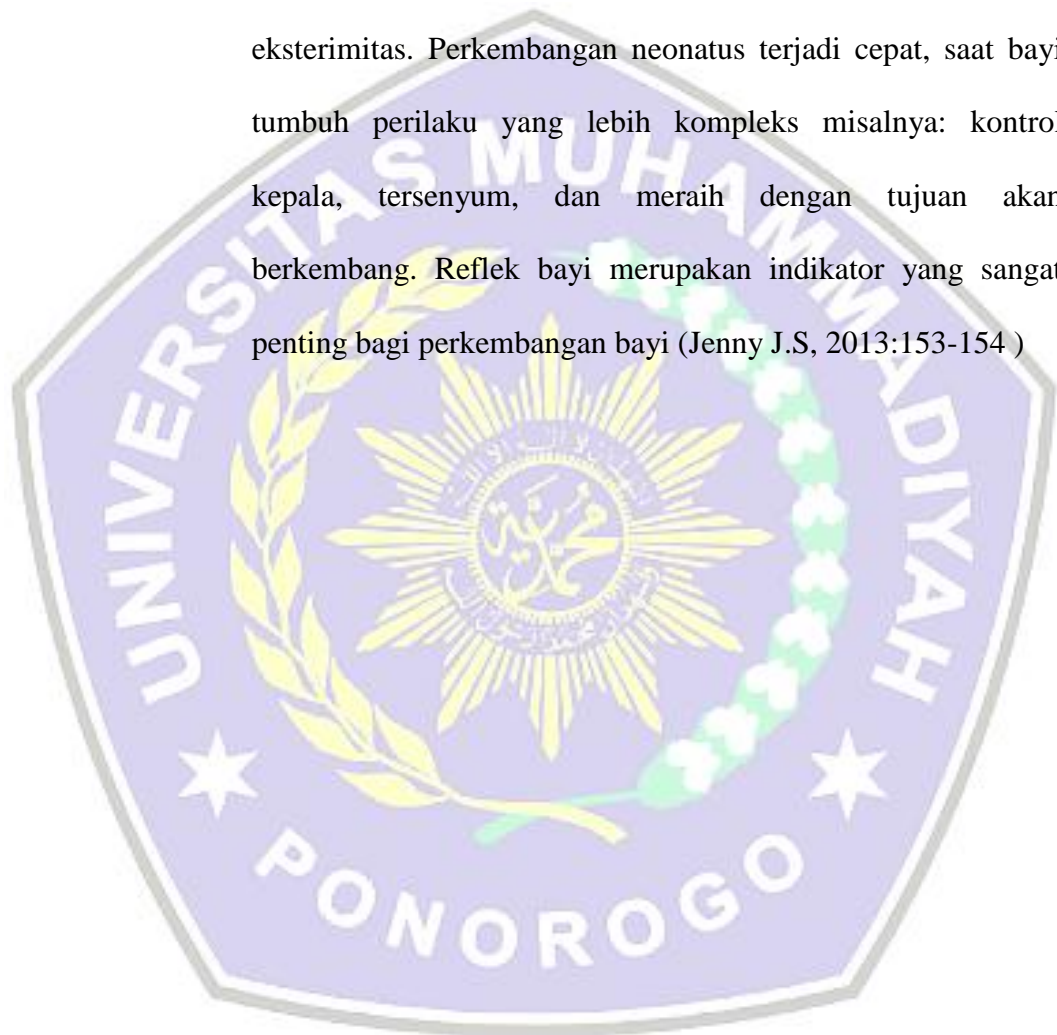 eksterimitas. Perkembangan neonatus terjadi cepat, saat bayi
tumbuh perilaku yang lebih kompleks misalnya: kontrol
kepala, tersenyum, dan meraih dengan tujuan akan
berkembang. Reflek bayi merupakan indikator yang sangat
penting bagi perkembangan bayi (Jenny J.S, 2013:153-154 )
UNIVERSITAS MUHAMMADIYAH
محمدية
PONOROGO